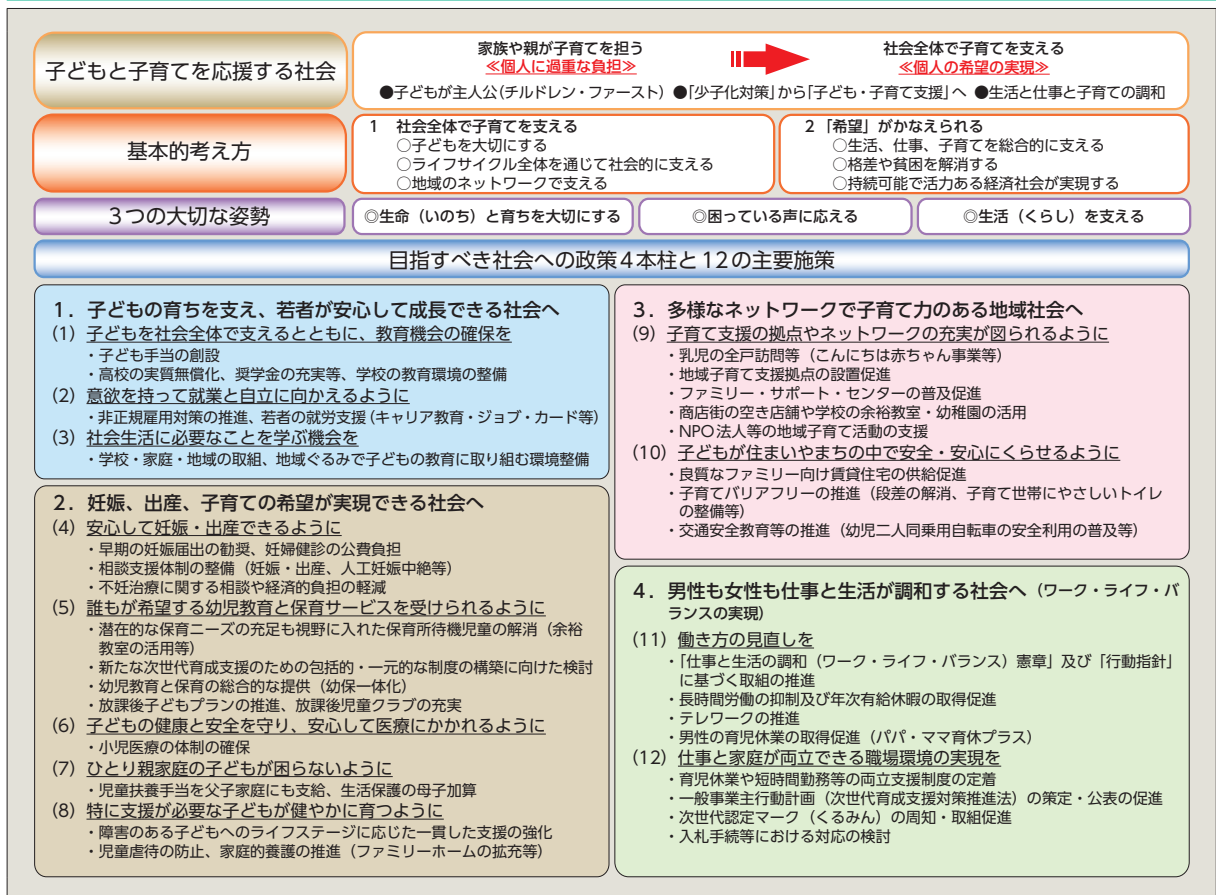 子どもと子育てを応援する社会
家族や親が子育てを担う
≪個人に過重な負担≫
社会全体で子育てを支える
≪個人の希望の実現≫
●子どもが主人公(チルドレン・ファースト) ●「少子化対策」から「子ども・子育て支援」へ ●生活と仕事と子育ての調和
基本的考え方
1 社会全体で子育てを支える
○子どもを大切にする
○ライフサイクル全体を通じて社会的に支える
○地域のネットワークで支える
2「希望」がかなえられる
○生活、仕事、子育てを総合的に支える
○格差や貧困を解消する
○持続可能で活力ある経済社会が実現する
3つの大切な姿勢
◎生命(いのち)と育ちを大切にする
◎困っている声に応える
◎生活(くらし)を支える
目指すべき社会への政策4本柱と12の主要施策
1.子どもの育ちを支え、若者が安心して成長できる社会へ
(1) 子どもを社会全体で支えるとともに、教育機会の確保を
・子ども手当の創設
・高校の実質無償化、奨学金の充実等、学校の教育環境の整備
(2) 意欲を持って就業と自立に向かえるように
・非正規雇用対策の推進、若者の就労支援(キャリア教育・ジョブ・カード等)
(3) 社会生活に必要なことを学ぶ機会を
・学校・家庭・地域の取組、地域ぐるみで子どもの教育に取り組む環境整備
2.妊娠、出産、子育ての希望が実現できる社会へ
(4) 安心して妊娠・出産できるように
・早期の妊娠届出の勧奨、妊婦健診の公費負担
・相談支援体制の整備(妊娠・出産、人工妊娠中絶等)
・不妊治療に関する相談や経済的負担の軽減
(5) 誰もが希望する幼児教育と保育サービスを受けられるように
・潜在的な保育ニーズの充足も視野に入れた保育所待機児童の解消(余裕
教室の活用等)
・新たな次世代育成支援のための包括的・一元的な制度の構築に向けた検討
・幼児教育と保育の総合的な提供(幼保一体化)
・放課後子どもプランの推進、放課後児童クラブの充実
(6) 子どもの健康と安全を守り、安心して医療にかかれるように
・小児医療の体制の確保
(7) ひとり親家庭の子どもが困らないように
・児童扶養手当を父子家庭にも支給、生活保護の母子加算
(8) 特に支援が必要な子どもが健やかに育つように
・障害のある子どもへのライフステージに応じた一貫した支援の強化
・児童虐待の防止、家庭的養護の推進(ファミリーホームの拡充等)
3.多様なネットワークで子育て力のある地域社会へ
(9) 子育て支援の拠点やネットワークの充実が図られるように
・乳児の全戸訪問等(こんにちは赤ちゃん事業等)
・地域子育て支援拠点の設置促進
・ファミリー・サポート・センターの普及促進
・商店街の空き店舗や学校の余裕教室・幼稚園の活用
・NPO法人等の地域子育て活動の支援
(10) 子どもが住まいやまちの中で安全・安心にくらせるように
・良質なファミリー向け賃貸住宅の供給促進
・子育てバリアフリーの推進(段差の解消、子育て世帯にやさしいトイレ
の整備等)
・交通安全教育等の推進(幼児二人同乗用自転車の安全利用の普及等)
4.男性も女性も仕事と生活が調和する社会へ(ワーク・ライフ・バ
ランスの実現)
(11) 働き方の見直しを
・「仕事と生活の調和(ワーク・ライフ・バランス)憲章」及び「行動指針」
に基づく取組の推進
・長時間労働の抑制及び年次有給休暇の取得促進
・テレワークの推進
・男性の育児休業の取得促進(パパ・ママ育休プラス)
(12) 仕事と家庭が両立できる職場環境の実現を
・育児休業や短時間勤務等の両立支援制度の定着
・一般事業主行動計画(次世代育成支援対策推進法)の策定・公表の促進
・次世代認定マーク(くるみん)の周知・取組促進
・入札手続等における対応の検討